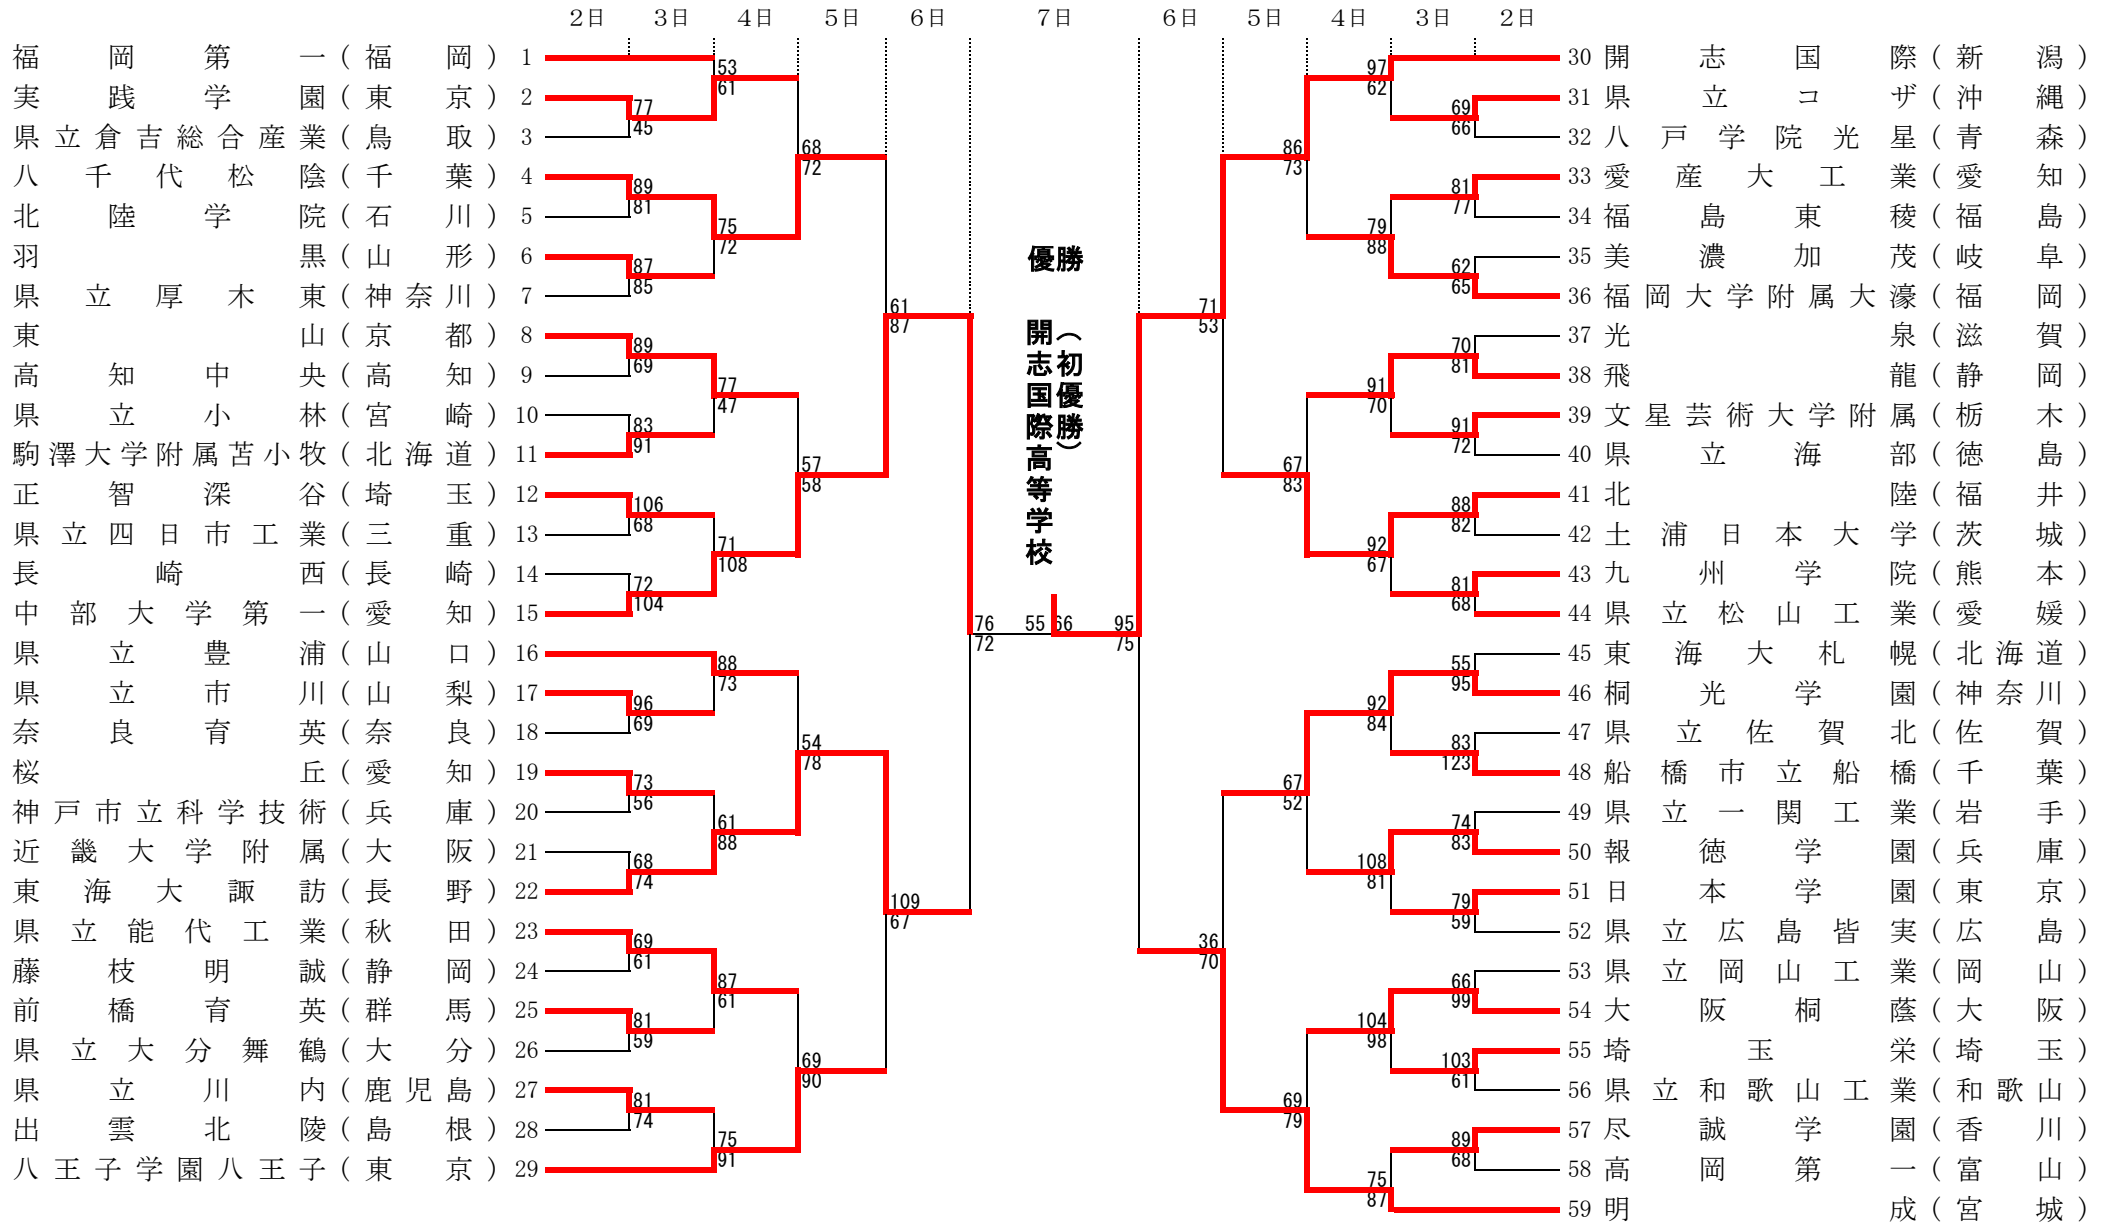 2日 3日 4日 5日 6日 7日 6日 5日 4日 3日 2日
福岡第一(福岡) 1
実践学園(東京) 2
県立倉吉総合産業(鳥取) 3
八千代松陰(千葉) 4
北陸学院(石川) 5
羽黒(山形) 6
県立厚木東(神奈川) 7
東山(京都) 8
高知中央(高知) 9
県立小林(宮崎) 10
駒澤大学附属苫小牧(北海道) 11
正智深谷(埼玉) 12
県立四日市工業(三重) 13
長崎西(長崎) 14
中部大学第一(愛知) 15
県立豊浦(山口) 16
県立市川(山梨) 17
奈良育英(奈良) 18
桜丘(愛知) 19
神戸市立科学技術(兵庫) 20
近畿大学附属(大阪) 21
東海大諏訪(長野) 22
県立能代工業(秋田) 23
藤枝明誠(静岡) 24
前橋育英(群馬) 25
県立大分舞鶴(大分) 26
県立川内(鹿児島) 27
出雲北陵(島根) 28
八王子学園八王子(東京) 29
77
45
89
81
87
85
89
69
83
91
106
68
72
104
96
69
73
56
68
74
69
61
81
59
81
74
53
61
75
72
77
47
71
108
88
73
61
88
87
61
75
91
68
72
57
58
54
78
69
90
61
87
109
67
76
72
優勝
開志国際高等学校
(初優勝)
55 66
95
75
71
53
36
70
86
73
67
83
67
52
69
79
97
62
79
88
91
70
92
67
92
84
108
81
104
98
75
87
69
66
81
77
62
65
70
81
91
72
88
82
81
68
55
95
83
123
74
83
79
59
66
99
103
61
89
68
30 開志国際(新潟)
31 県立コザ(沖縄)
32 八戸学院光星(青森)
33 愛産大工業(愛知)
34 福島東稜(福島)
35 美濃加茂(岐阜)
36 福岡大学附属大濠(福岡)
37 光泉(滋賀)
38 飛龍(静岡)
39 文星芸術大学附属(栃木)
40 県立海部(徳島)
41 北陸(福井)
42 土浦日本大学(茨城)
43 九州学院(熊本)
44 県立松山工業(愛媛)
45 東海大札幌(北海道)
46 桐光学園(神奈川)
47 県立佐賀北(佐賀)
48 船橋市立船橋(千葉)
49 県立一関工業(岩手)
50 報徳学園(兵庫)
51 日本学園(東京)
52 県立広島皆実(広島)
53 県立岡山工業(岡山)
54 大阪桐蔭(大阪)
55 埼玉栄(埼玉)
56 県立和歌山工業(和歌山)
57 尽誠学園(香川)
58 高岡第一(富山)
59 明成(宮城)